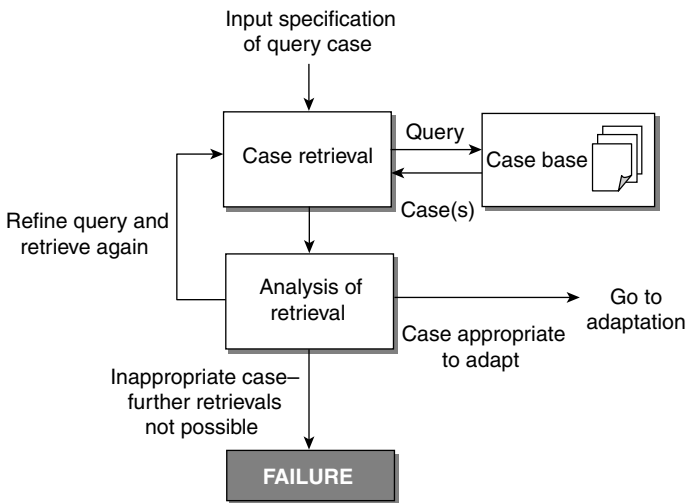 Input specification
of query case
Case retrieval
Query
Case base
Case(s)
Refine query and
retrieve again
Analysis of
retrieval
Go to
adaptation
Case appropriate
to adapt
Inappropriate case–
further retrievals
not possible
FAILURE